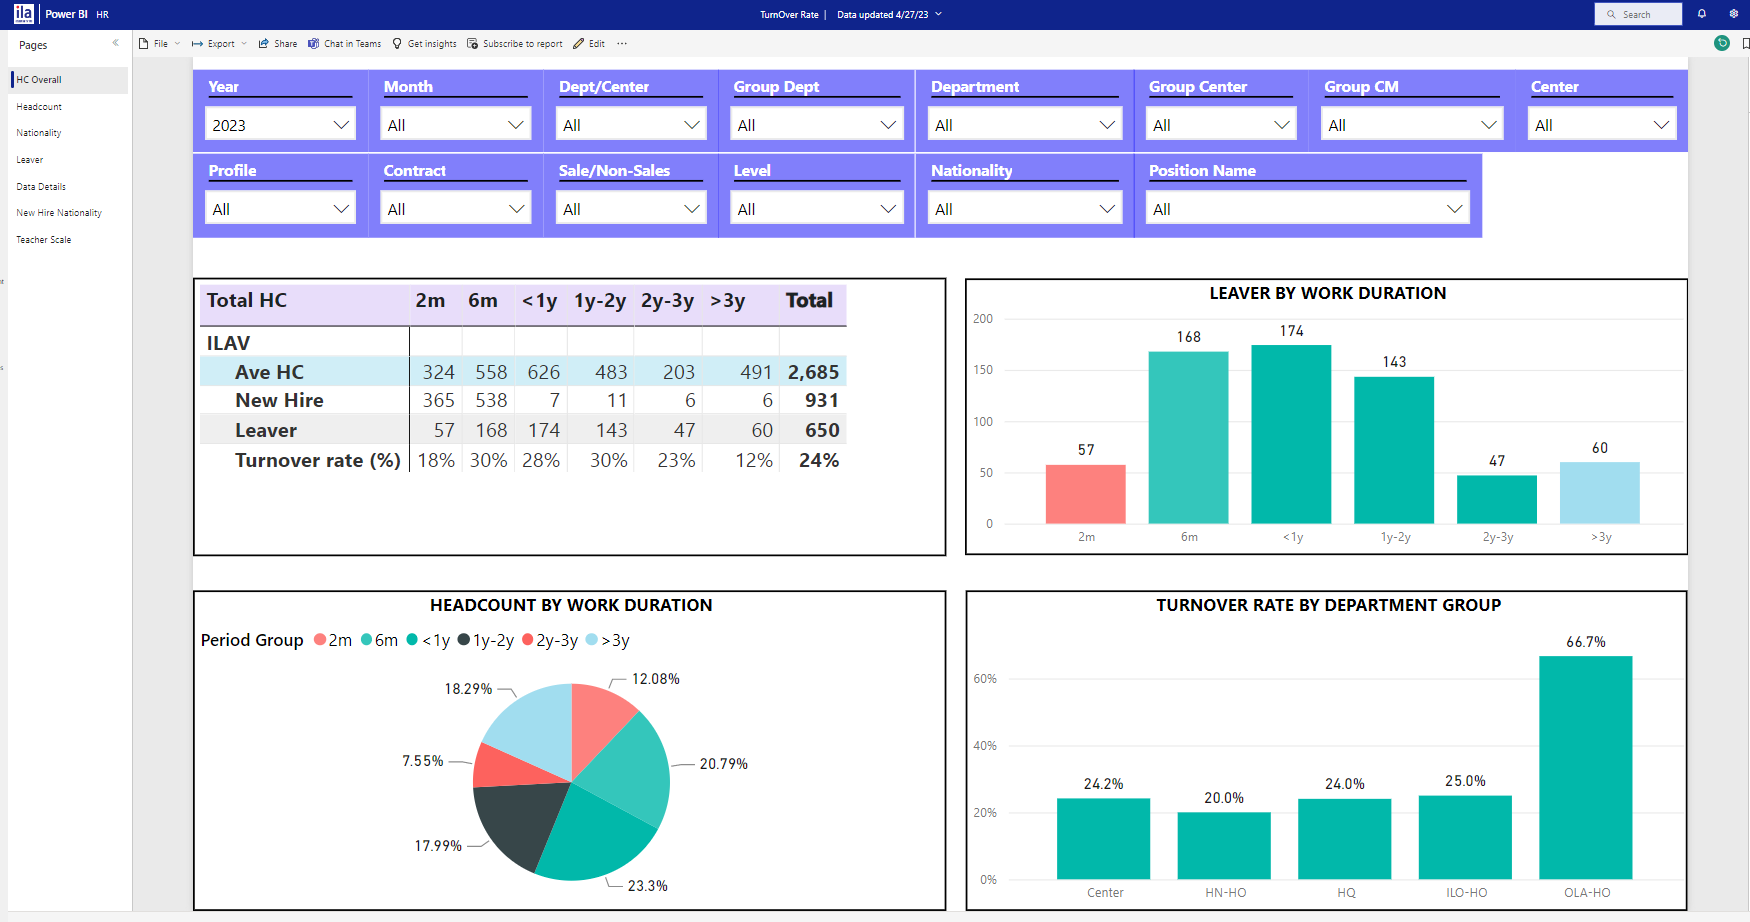 ila Power BI HR
TurnOver Rate | Data updated 4/27/23
Search
Pages
File Export Share Chat in Teams Get insights Subscribe to report Edit ...
HC Overall
Headcount
Nationality
Leaver
Data Details
New Hire Nationality
Teacher Scale
Year Month Dept/Center Group Dept Department Group Center Group CM Center
2023 All All All All All All All
Profile Contract Sale/Non-Sales Level Nationality Position Name
All All All All All All
Total HC 2m 6m <1y 1y-2y 2y-3y >3y Total
ILAV
Ave HC 324 558 626 483 203 491 2,685
New Hire 365 538 7 11 6 6 931
Leaver 57 168 174 143 47 60 650
Turnover rate (%) 18% 30% 28% 30% 23% 12% 24%
LEAVER BY WORK DURATION
200
150
100
50
0
57 168 174 143 47 60
2m 6m <1y 1y-2y 2y-3y >3y
HEADCOUNT BY WORK DURATION
Period Group 2m 6m <1y 1y-2y 2y-3y >3y
12.08%
20.79%
23.3%
17.99%
7.55%
18.29%
TURNOVER RATE BY DEPARTMENT GROUP
60%
40%
20%
0%
24.2% 20.0% 24.0% 25.0% 66.7%
Center HN-HO HQ ILO-HO OLA-HO